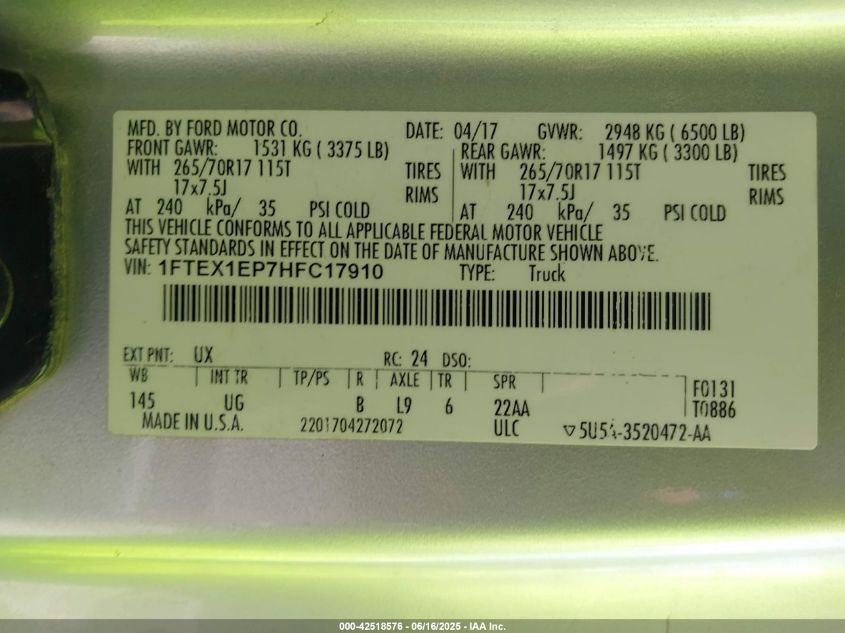 MFD. BY FORD MOTOR CO. DATE: 04/17 GVWR: 2948 KG ( 6500 LB)
FRONT GAWR: 1531 KG ( 3375 LB) REAR GAWR: 1497 KG ( 3300 LB)
WITH 265/70R17 115T TIRES WITH 265/70R17 115T TIRES
17x7.5J RIMS 17x7.5J RIMS
AT 240 kPa/ 35 PSI COLD AT 240 kPa/ 35 PSI COLD
THIS VEHICLE CONFORMS TO ALL APPLICABLE FEDERAL MOTOR VEHICLE
SAFETY STANDARDS IN EFFECT ON THE DATE OF MANUFACTURE SHOWN ABOVE.
VIN: 1FTEX1EP7HFC17910 TYPE: Truck
EXT PNT: UX RC: 24 DSO:
WB INT TR TP/PS R AXLE TR SPR
145 UG B L9 6 22AA
F0131
T0886
MADE IN U.S.A. 2201704272072 ULC ▽5U5A-3520472-AA
000-42518576 - 06/16/2025 - IAA Inc.